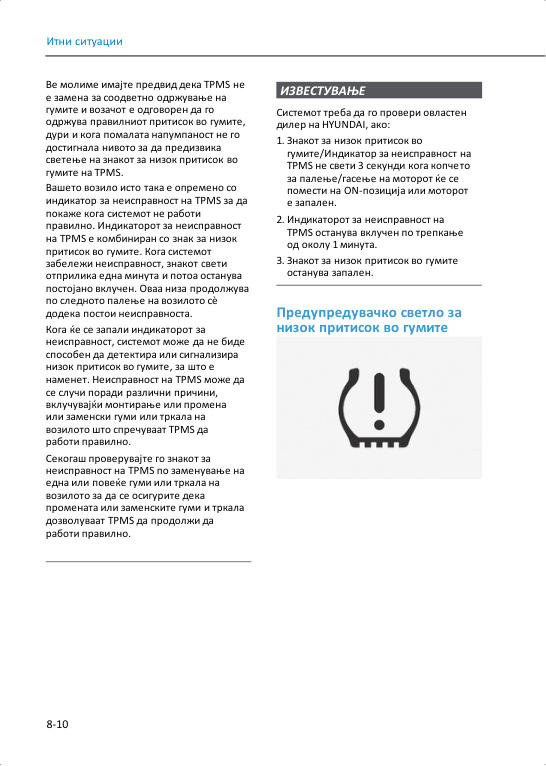 Итни ситуации
Ве молиме имајте предвид дека TPMS не
е замена за соодветно одржување на
гумите и возачот е одговорен да го
одржува правилниот притисок во гумите,
дури и кога помалата напумпаност не го
достигнала нивото за да предизвика
светење на знакот за низок притисок во
гумите на TPMS.
Вашето возило исто така е опремено со
индикатор за неисправност на TPMS за да
покаже кога системот не работи
правилно. Индикаторот за неисправност
на TPMS е комбиниран со знак за низок
притисок во гумите. Кога системот
забележи неисправност, знакот свети
отприлика една минута и потоа останува
постојано вклучен. Оваа низа продолжува
по следното палење на возилото сѐ
додека постои неисправноста.
Кога ќе се запали индикаторот за
неисправност, системот може да не биде
способен да детектира или сигнализира
низок притисок во гумите, за што е
наменет. Неисправност на TPMS може да
се случи поради различни причини,
вклучувајќи монтирање или промена
или заменски гуми или тркала на
возилото што спречуваат TPMS да
работи правилно.
Секогаш проверувајте го знакот за
неисправност на TPMS по заменување на
една или повеќе гуми или тркала на
возилото за да се осигурите дека
промената или заменските гуми и тркала
дозволуваат TPMS да продолжи да
работи правилно.
ИЗВЕСТУВАЊЕ
Системот треба да го провери овластен
дилер на HYUNDAI, ако:
1. Знакот за низок притисок во
гумите/Индикатор за неисправност на
TPMS не свети 3 секунди кога копчето
за палење/гасење на моторот ќе се
помести на ON-позиција или моторот
е запален.
2. Индикаторот за неисправност на
TPMS останува вклучен по трепкање
од околу 1 минута.
3. Знакот за низок притисок во гумите
останува запален.
Предупредувачко светло за
низок притисок во гумите
8-10